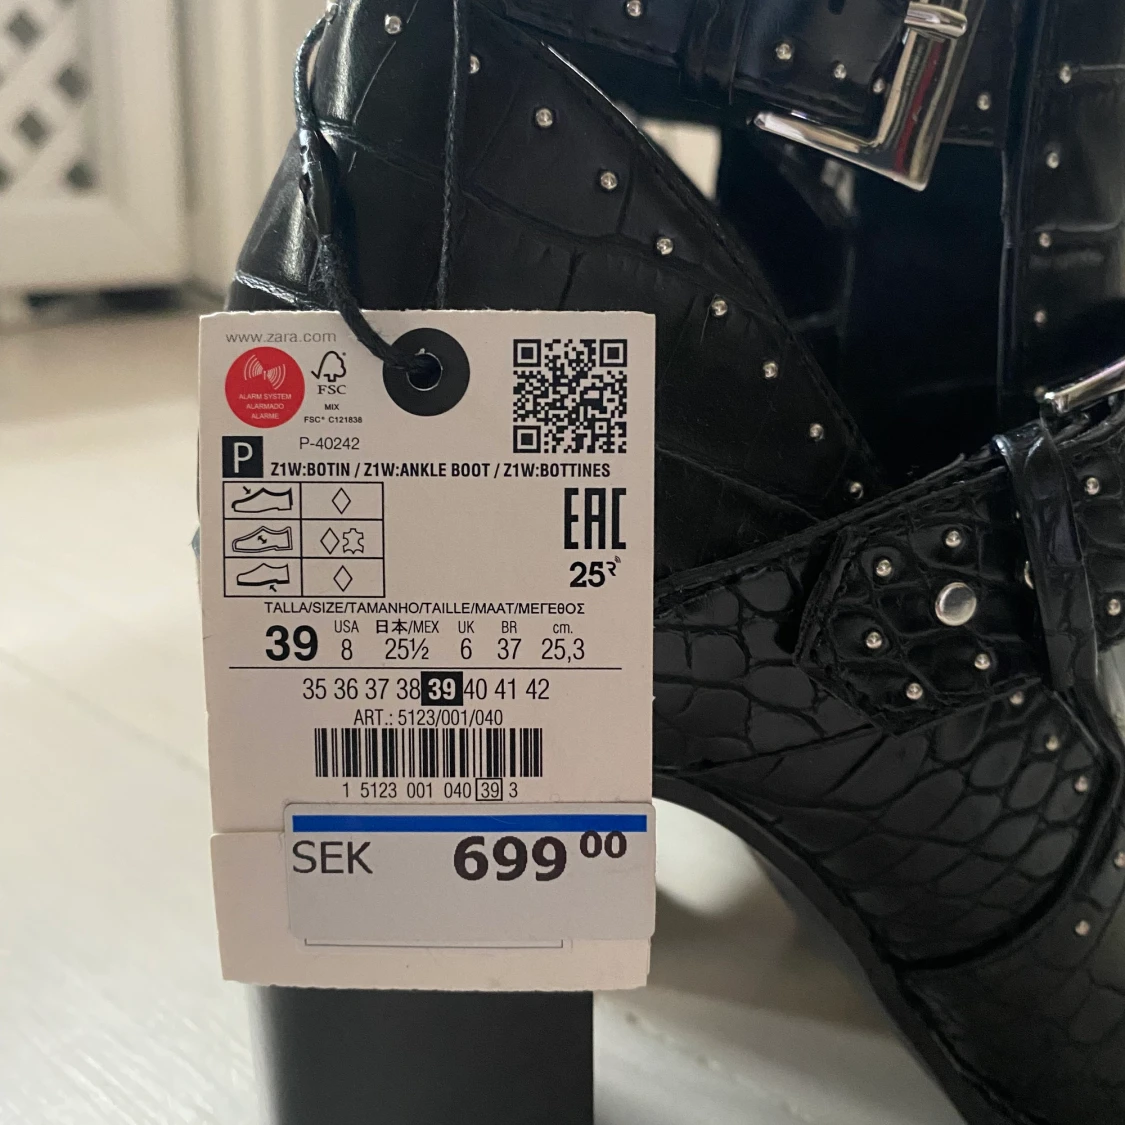 www.zara.com
ALARM SYSTEM
ALARMADO
ALARME
FSC
MIX
FSC® C121838
P
P-40242
Z1W:BOTIN / Z1W:ANKLE BOOT / Z1W:BOTTINES
EAC
25
TALLA/SIZE/TAMANHO/TAILLE/MAAT/ΜΕΓΕΘΟΣ
39 USA 日本/MEX UK BR cm.
8 25½ 6 37 25,3
35 36 37 38 39 40 41 42
ART.: 5123/001/040
1 5123 001 040 39 3
SEK 699 00